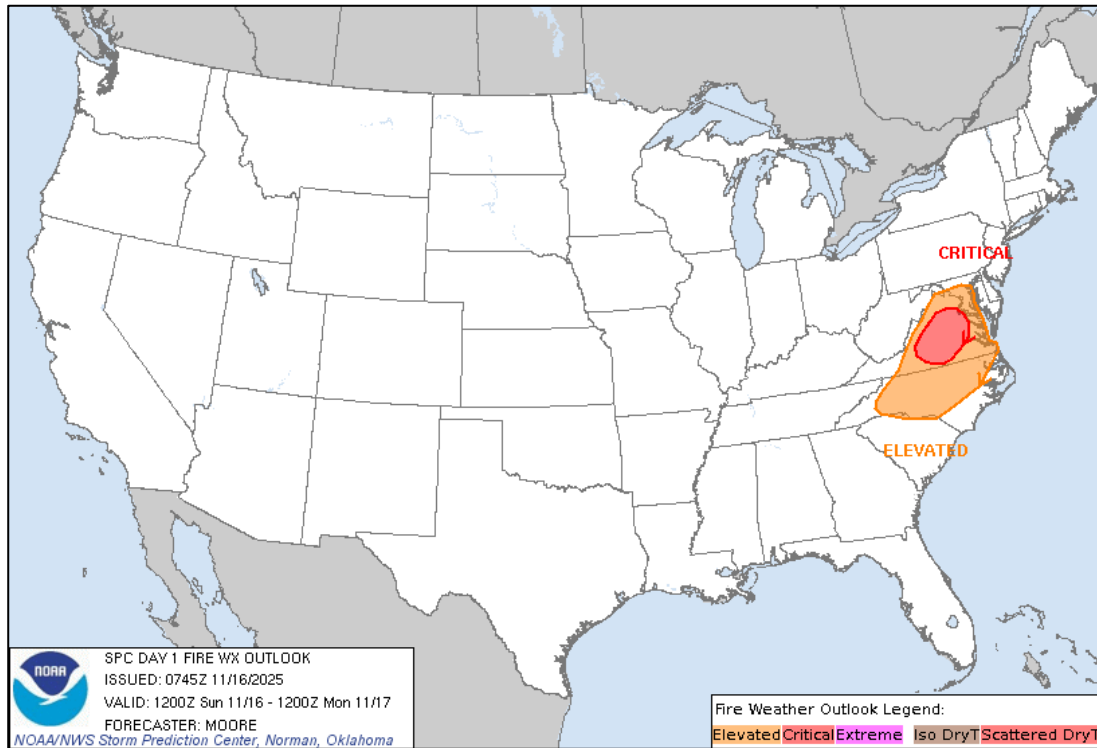 CRITICAL
ELEVATED
NOAA
SPC DAY 1 FIRE WX OUTLOOK
ISSUED: 0745Z 11/16/2025
VALID: 1200Z Sun 11/16 - 1200Z Mon 11/17
FORECASTER: MOORE
NOAA/NWS Storm Prediction Center, Norman, Oklahoma
Fire Weather Outlook Legend:
Elevated Critical Extreme Iso DryT Scattered DryT